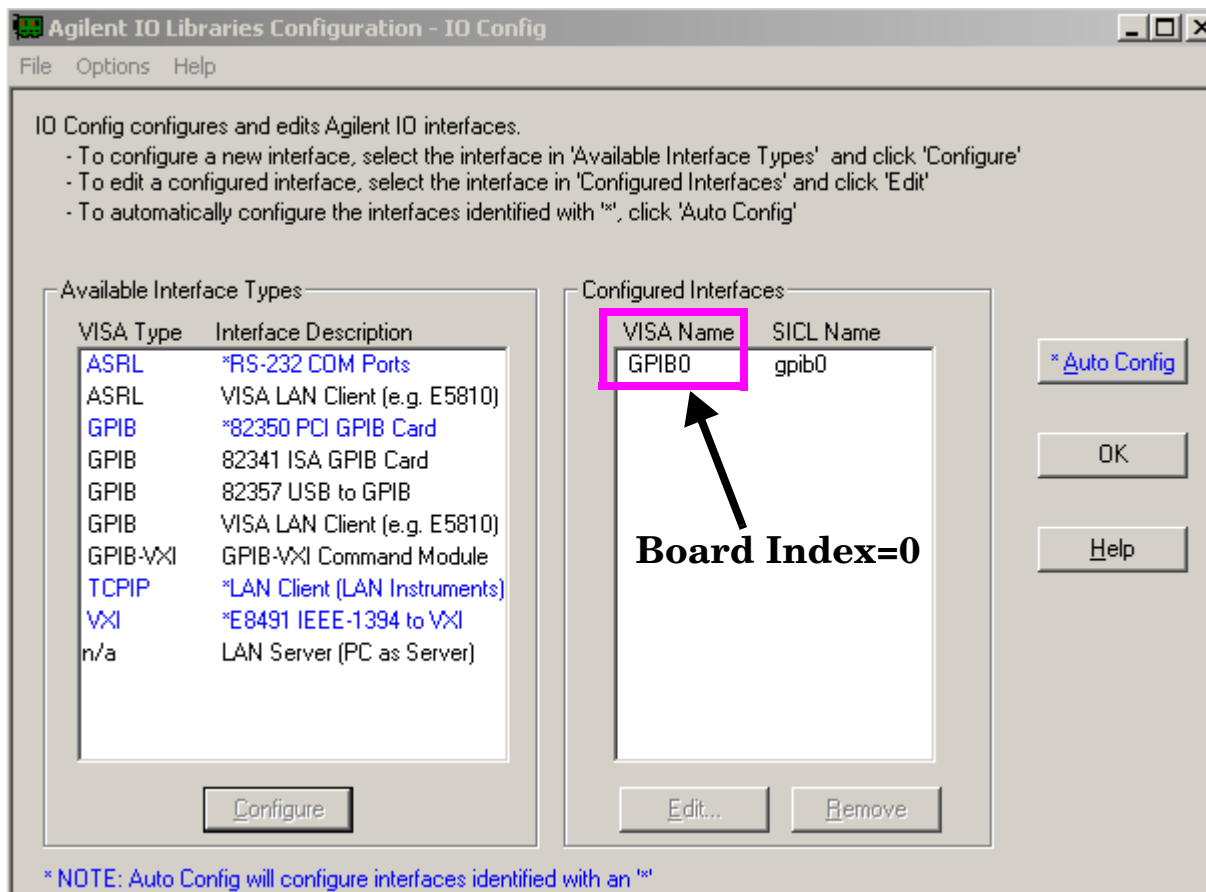 Agilent IO Libraries Configuration - IO Config
File Options Help
IO Config configures and edits Agilent IO interfaces.
- To configure a new interface, select the interface in 'Available Interface Types' and click 'Configure'
- To edit a configured interface, select the interface in 'Configured Interfaces' and click 'Edit'
- To automatically configure the interfaces identified with '*', click 'Auto Config'
Available Interface Types
VISA Type Interface Description
ASRL *RS-232 COM Ports
ASRL VISA LAN Client (e.g. E5810)
GPIB *82350 PCI GPIB Card
GPIB 82341 ISA GPIB Card
GPIB 82357 USB to GPIB
GPIB VISA LAN Client (e.g. E5810)
GPIB-VXI GPIB-VXI Command Module
TCPIP *LAN Client (LAN Instruments)
VXI *E8491 IEEE-1394 to VXI
n/a LAN Server (PC as Server)
Configure
Configured Interfaces
VISA Name SICL Name
GPIB0 gpib0
Board Index=0
Edit... Remove
* Auto Config
OK
Help
* NOTE: Auto Config will configure interfaces identified with an '*'